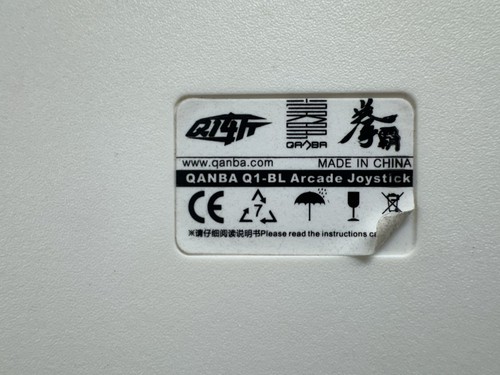 QANBA 拳霸
www.qanba.com MADE IN CHINA
QANBA Q1-BL Arcade Joystick
CE 7
※请仔细阅读说明书Please read the instructions